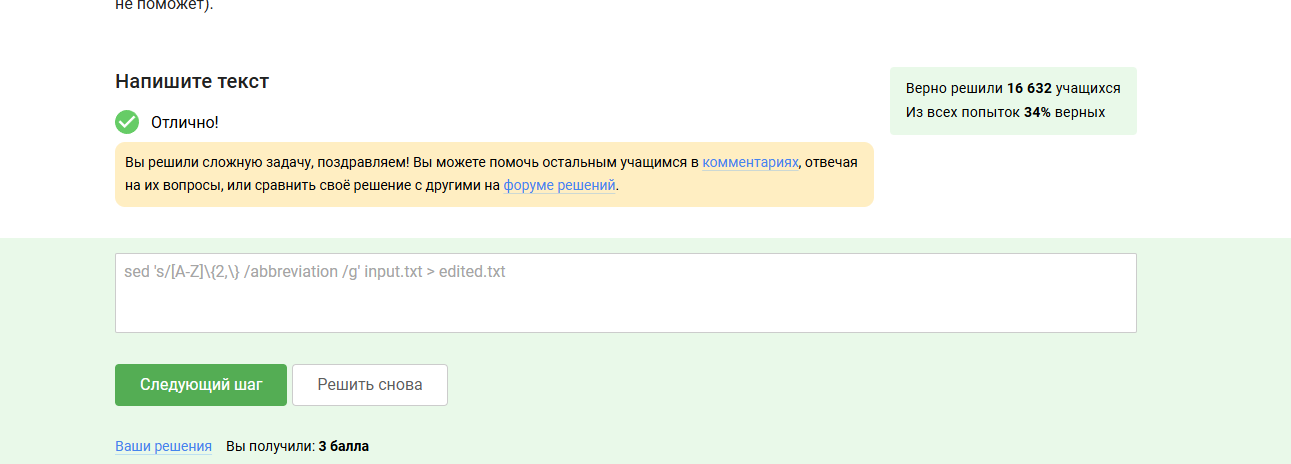 не поможет).
Напишите текст
Отлично!
Вы решили сложную задачу, поздравляем! Вы можете помочь остальным учащимся в комментариях, отвечая
на их вопросы, или сравнить своё решение с другими на форуме решений.
Верно решили 16 632 учащихся
Из всех попыток 34% верных
sed 's/[A-Z]\{2,\} /abbreviation /g' input.txt > edited.txt
Следующий шаг
Решить снова
Ваши решения Вы получили: 3 балла